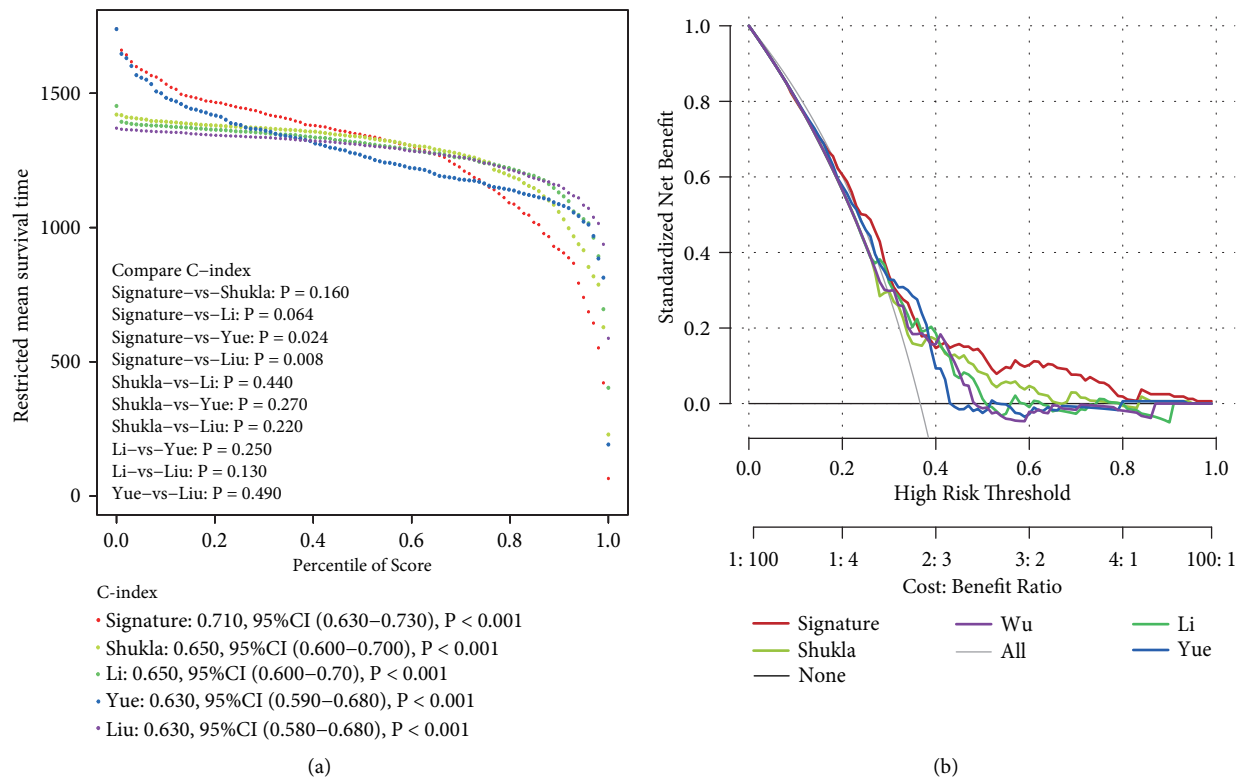 Restricted mean survival time
1500
1000
500
0
Compare C−index
Signature−vs−Shukla: P = 0.160
Signature−vs−Li: P = 0.064
Signature−vs−Yue: P = 0.024
Signature−vs−Liu: P = 0.008
Shukla−vs−Li: P = 0.440
Shukla−vs−Yue: P = 0.270
Shukla−vs−Liu: P = 0.220
Li−vs−Yue: P = 0.250
Li−vs−Liu: P = 0.130
Yue−vs−Liu: P = 0.490
0.0 0.2 0.4 0.6 0.8 1.0
Percentile of Score
C-index
Signature: 0.710, 95%CI (0.630−0.730), P < 0.001
Shukla: 0.650, 95%CI (0.600−0.700), P < 0.001
Li: 0.650, 95%CI (0.600−0.70), P < 0.001
Yue: 0.630, 95%CI (0.590−0.680), P < 0.001
Liu: 0.630, 95%CI (0.580−0.680), P < 0.001
(a)
Standardized Net Benefit
1.0
0.8
0.6
0.4
0.2
0.0
0.0 0.2 0.4 0.6 0.8 1.0
High Risk Threshold
1: 100 1: 4 2: 3 3: 2 4: 1 100: 1
Cost: Benefit Ratio
Signature Wu Li
Shukla All Yue
None
(b)